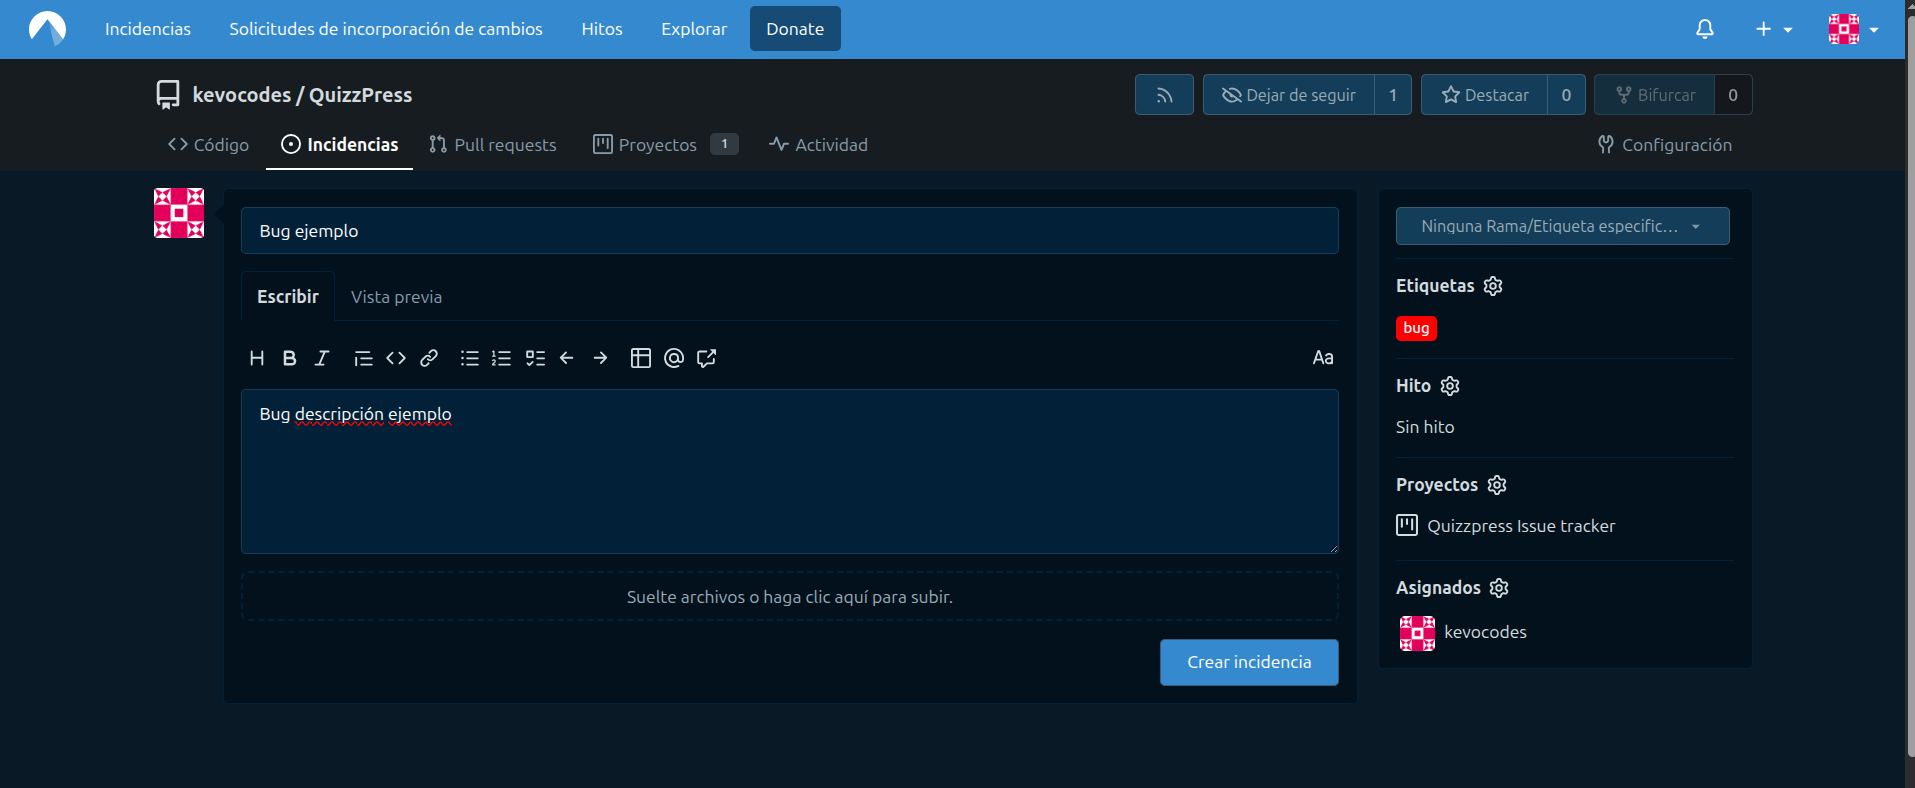 Incidencias Solicitudes de incorporación de cambios Hitos Explorar Donate
kevocodes / QuizzPress Dejar de seguir 1 Destacar 0 Bifurcar 0
Código Incidencias Pull requests Proyectos 1 Actividad Configuración
Bug ejemplo
Escribir Vista previa
Aa
Bug descripción ejemplo
Suelte archivos o haga clic aquí para subir.
Crear incidencia
Ninguna Rama/Etiqueta especific...
Etiquetas
bug
Hito
Sin hito
Proyectos
Quizzpress Issue tracker
Asignados
kevocodes